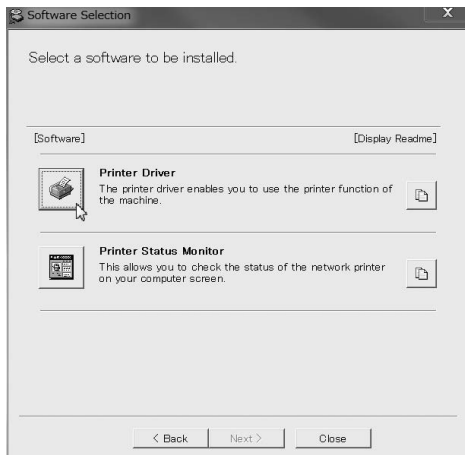 Software Selection
X
Select a software to be installed.
[Software] [Display Readme]
Printer Driver
The printer driver enables you to use the printer function of
the machine.
Printer Status Monitor
This allows you to check the status of the network printer
on your computer screen.
< Back Next > Close